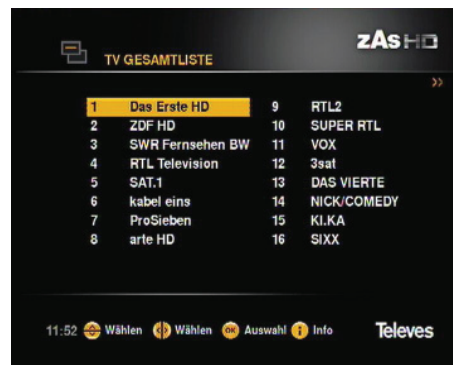 zAs HD
TV GESAMTLISTE
»
1 Das Erste HD
2 ZDF HD
3 SWR Fernsehen BW
4 RTL Television
5 SAT.1
6 kabel eins
7 ProSieben
8 arte HD
9 RTL2
10 SUPER RTL
11 VOX
12 3sat
13 DAS VIERTE
14 NICK/COMEDY
15 KI.KA
16 SIXX
11:52 Wählen Wählen OK Auswahl i Info Televes